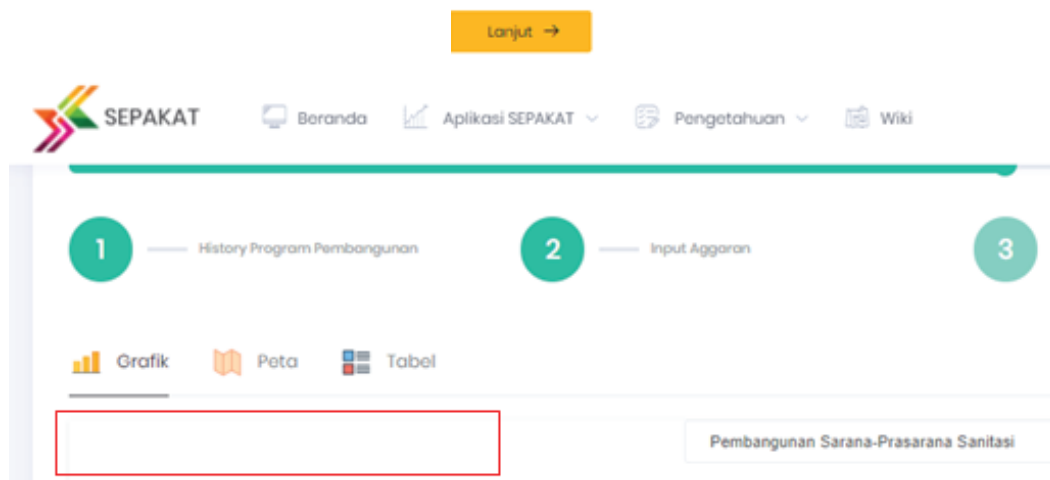 Lanjut →
SEPAKAT Beranda Aplikasi SEPAKAT Pengetahuan Wiki
1 History Program Pembangunan 2 Input Aggaran 3
Grafik Peta Tabel
Pembangunan Sarana-Prasarana Sanitasi